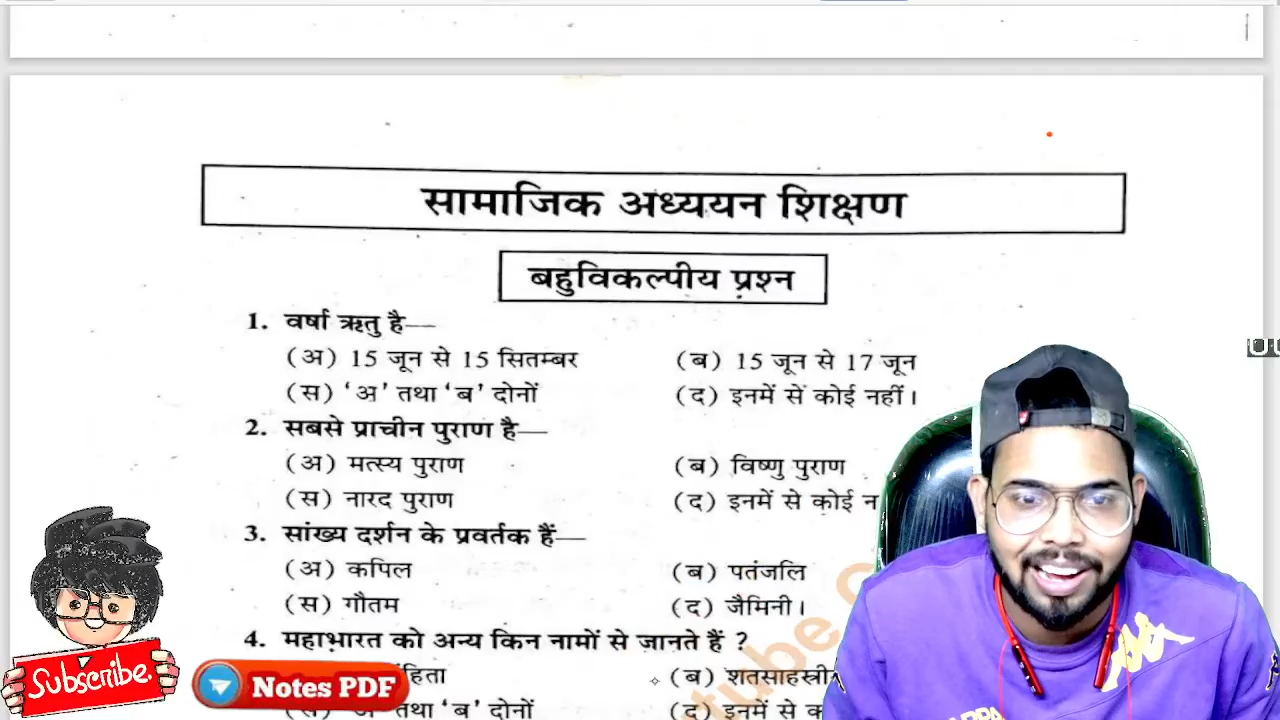 सामाजिक अध्ययन शिक्षण
बहुविकल्पीय प्रश्न
1. वर्षा ऋतु है—
(अ) 15 जून से 15 सितम्बर (ब) 15 जून से 17 जून
(स) 'अ' तथा 'ब' दोनों (द) इनमें से कोई नहीं।
2. सबसे प्राचीन पुराण है—
(अ) मत्स्य पुराण (ब) विष्णु पुराण
(स) नारद पुराण (द) इनमें से कोई न
3. सांख्य दर्शन के प्रवर्तक हैं—
(अ) कपिल (ब) पतंजलि
(स) गौतम (द) जैमिनी।
4. महाभारत को अन्य किन नामों से जानते हैं ?
(ब) शतसाहस्त्री
तथा 'ब' दोनों (द) इनमें से
Subscribe.
Notes PDF